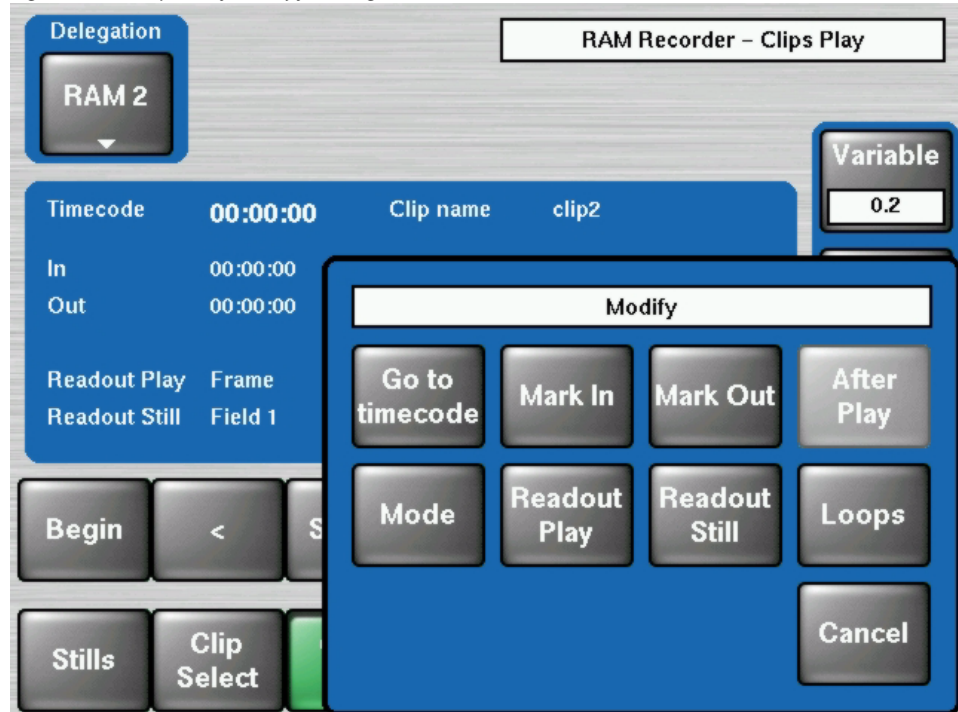 Delegation
RAM Recorder – Clips Play
RAM 2
Variable
0.2
Timecode 00:00:00 Clip name clip2
In 00:00:00
Out 00:00:00
Readout Play Frame
Readout Still Field 1
Modify
Go to
timecode
Mark In
Mark Out
After
Play
Mode
Readout
Play
Readout
Still
Loops
Cancel
Begin
<
S
Stills
Clip
Select